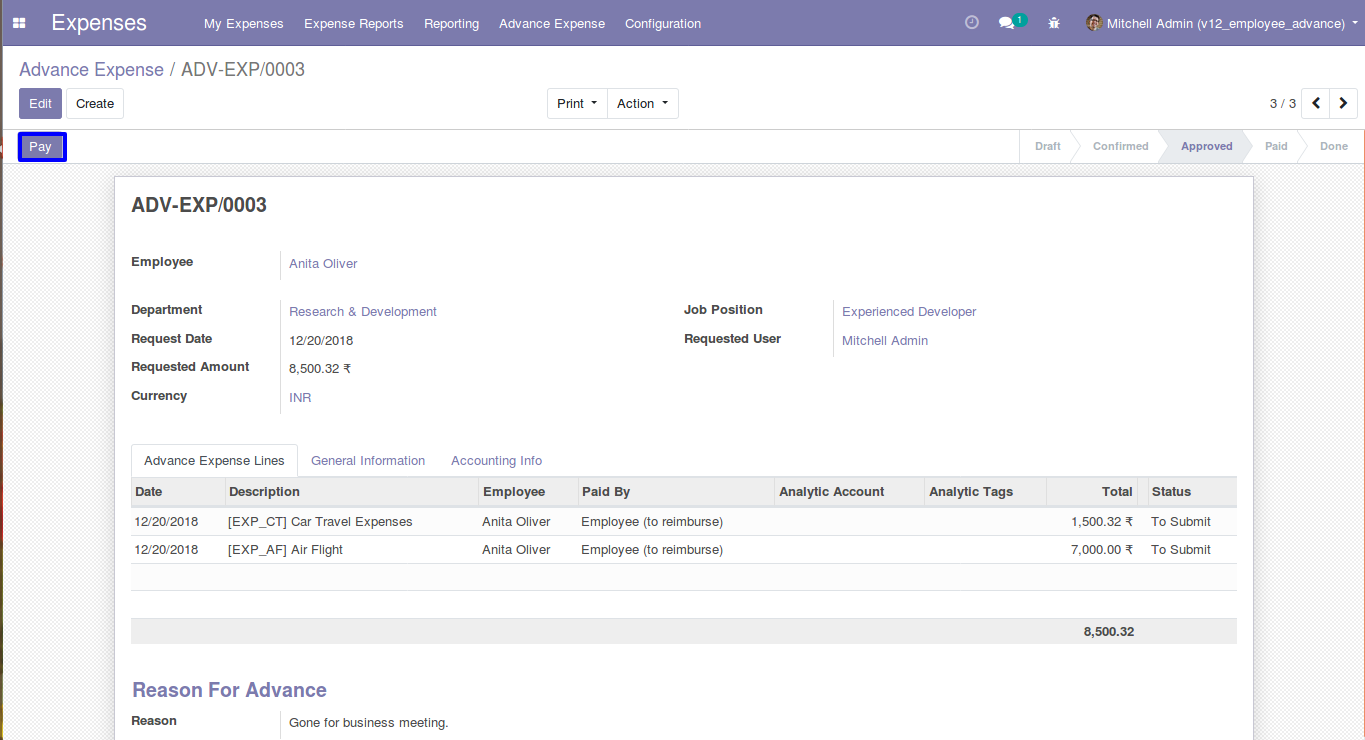 Expenses My Expenses Expense Reports Reporting Advance Expense Configuration 1 Mitchell Admin (v12_employee_advance)
Advance Expense / ADV-EXP/0003
Edit Create Print Action 3 / 3
Pay Draft Confirmed Approved Paid Done
ADV-EXP/0003
Employee Anita Oliver
Department Research & Development Job Position Experienced Developer
Request Date 12/20/2018 Requested User Mitchell Admin
Requested Amount 8,500.32 ₹
Currency INR
Advance Expense Lines General Information Accounting Info
Date Description Employee Paid By Analytic Account Analytic Tags Total Status
12/20/2018 [EXP_CT] Car Travel Expenses Anita Oliver Employee (to reimburse) 1,500.32 ₹ To Submit
12/20/2018 [EXP_AF] Air Flight Anita Oliver Employee (to reimburse) 7,000.00 ₹ To Submit
8,500.32
Reason For Advance
Reason Gone for business meeting.